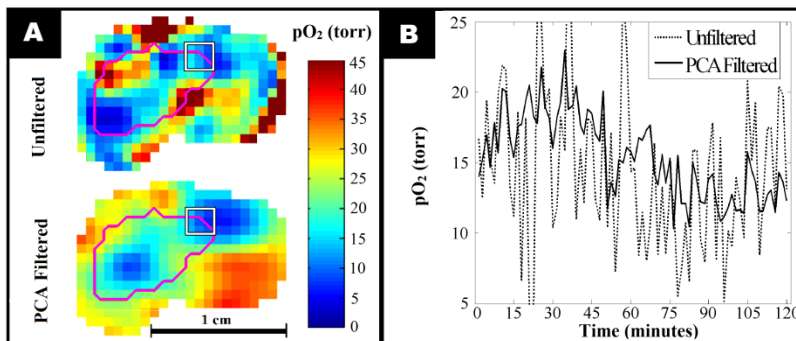 A
pO₂ (torr)
Unfiltered
PCA Filtered
45
40
35
30
25
20
15
10
5
0
1 cm
B
Unfiltered
PCA Filtered
pO₂ (torr)
25
20
15
10
5
0 15 30 45 60 75 90 105 120
Time (minutes)